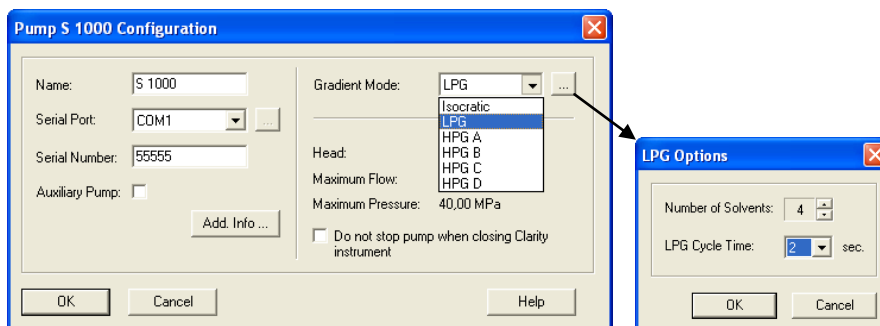 Pump S 1000 Configuration
Name: S 1000
Serial Port: COM1 ...
Serial Number: 55555
Auxiliary Pump:
Add. Info ...
Gradient Mode: LPG ...
Isocratic
LPG
HPG A
HPG B
HPG C
HPG D
Head:
Maximum Flow:
Maximum Pressure: 40,00 MPa
Do not stop pump when closing Clarity
instrument
OK Cancel Help
LPG Options
Number of Solvents: 4
LPG Cycle Time: 2 sec.
OK Cancel